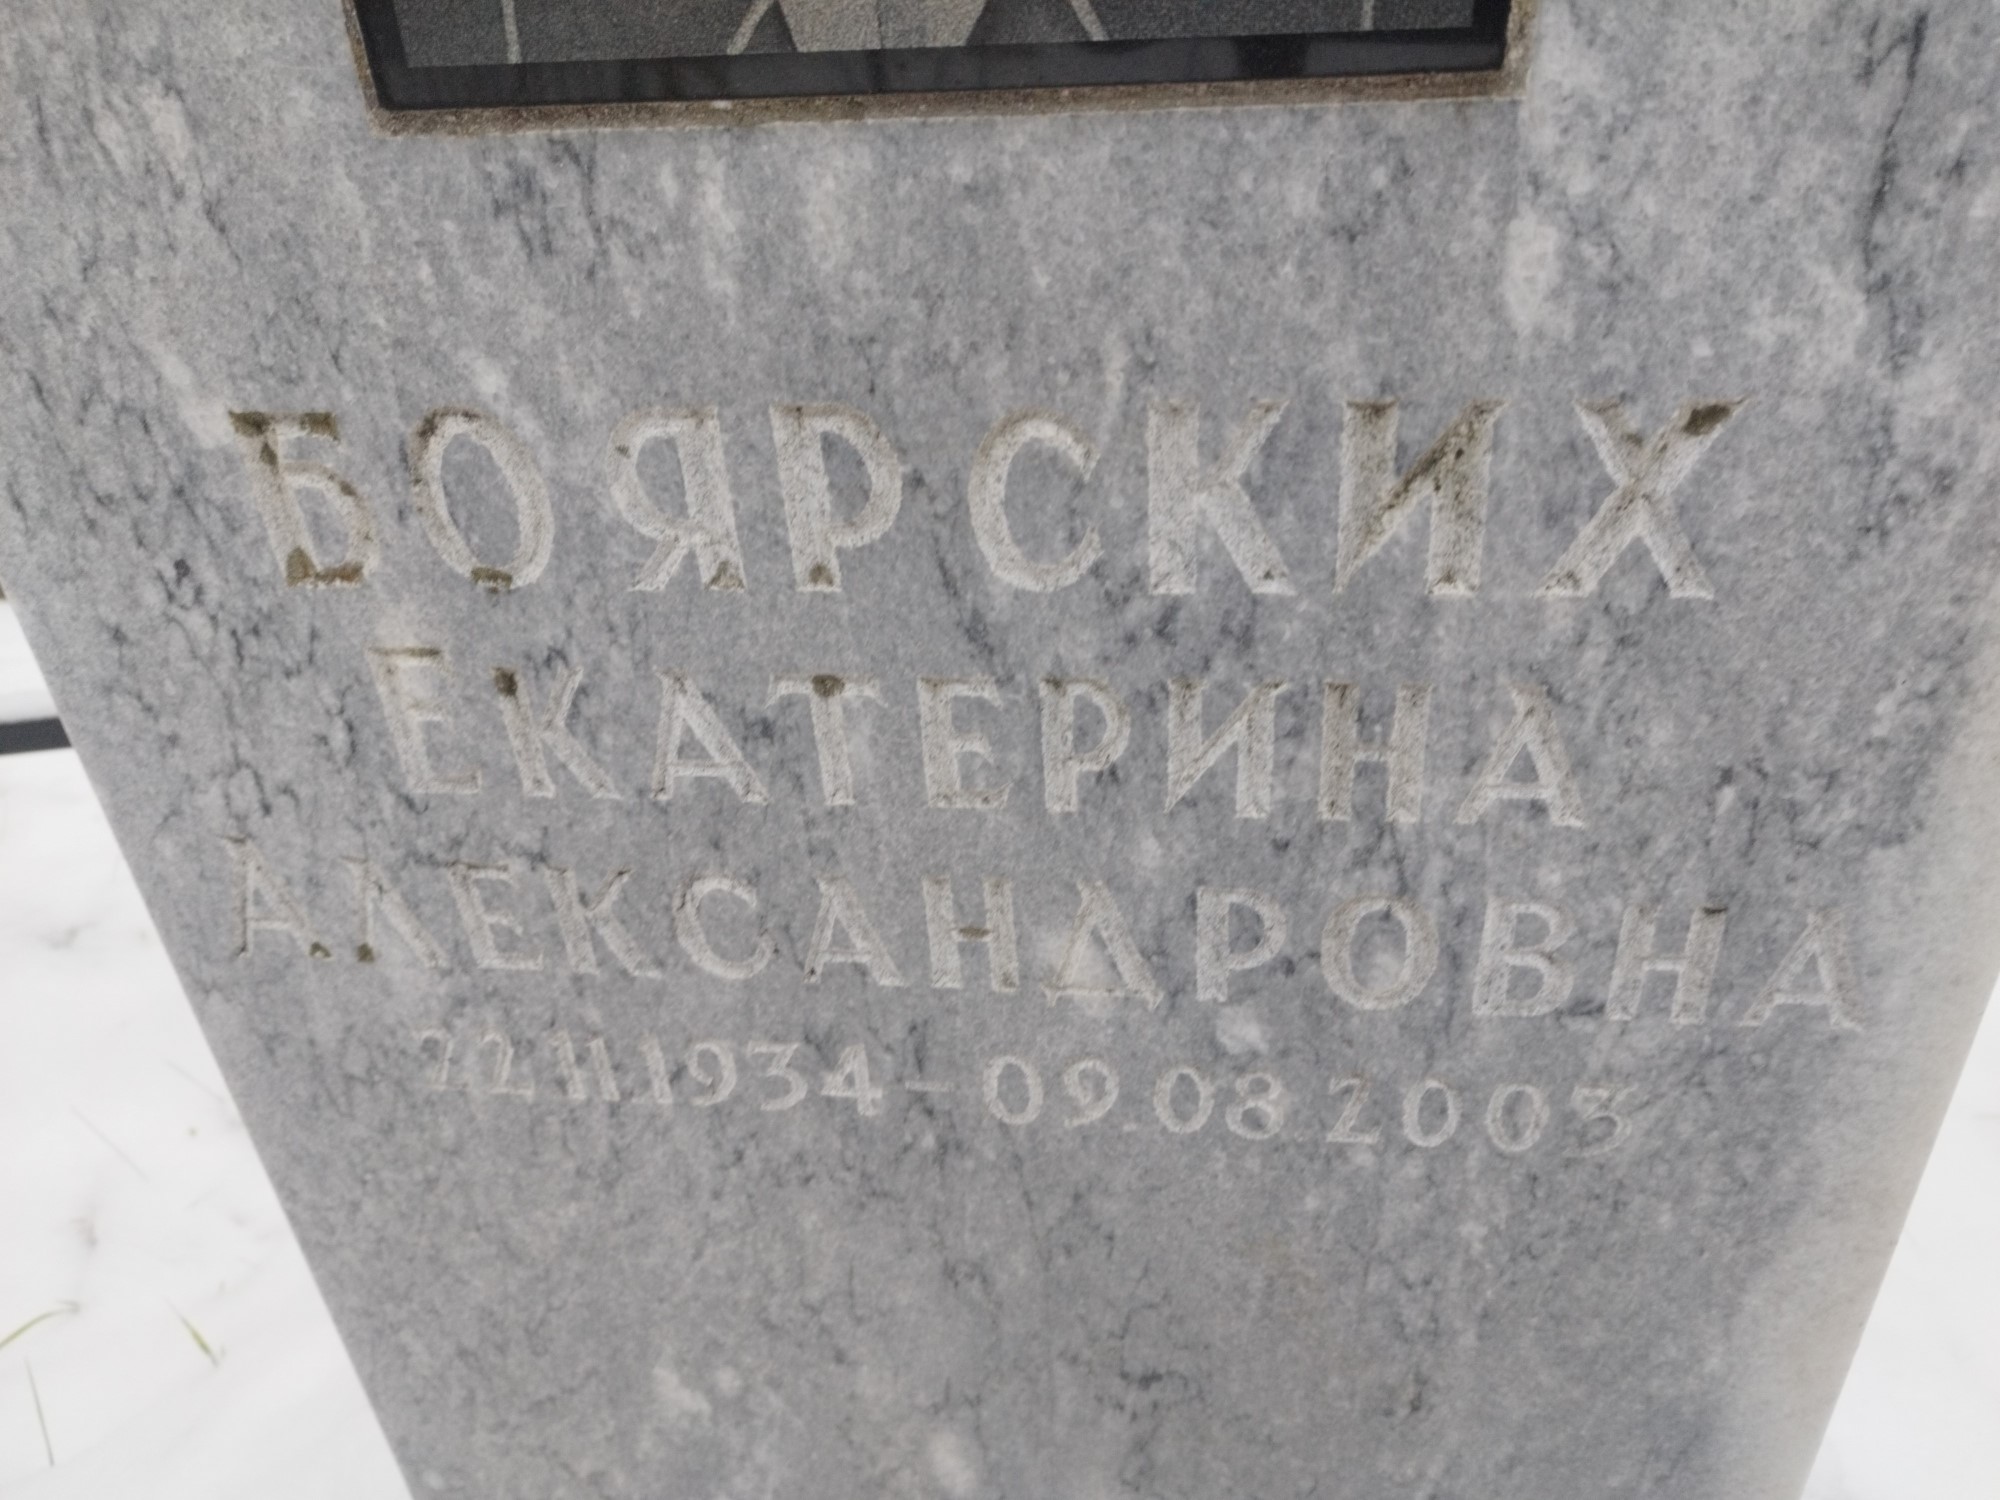 БОЯРСКИХ
ЕКАТЕРИНА
АЛЕКСАНДРОВНА
22.11.1934 – 09.08.2003